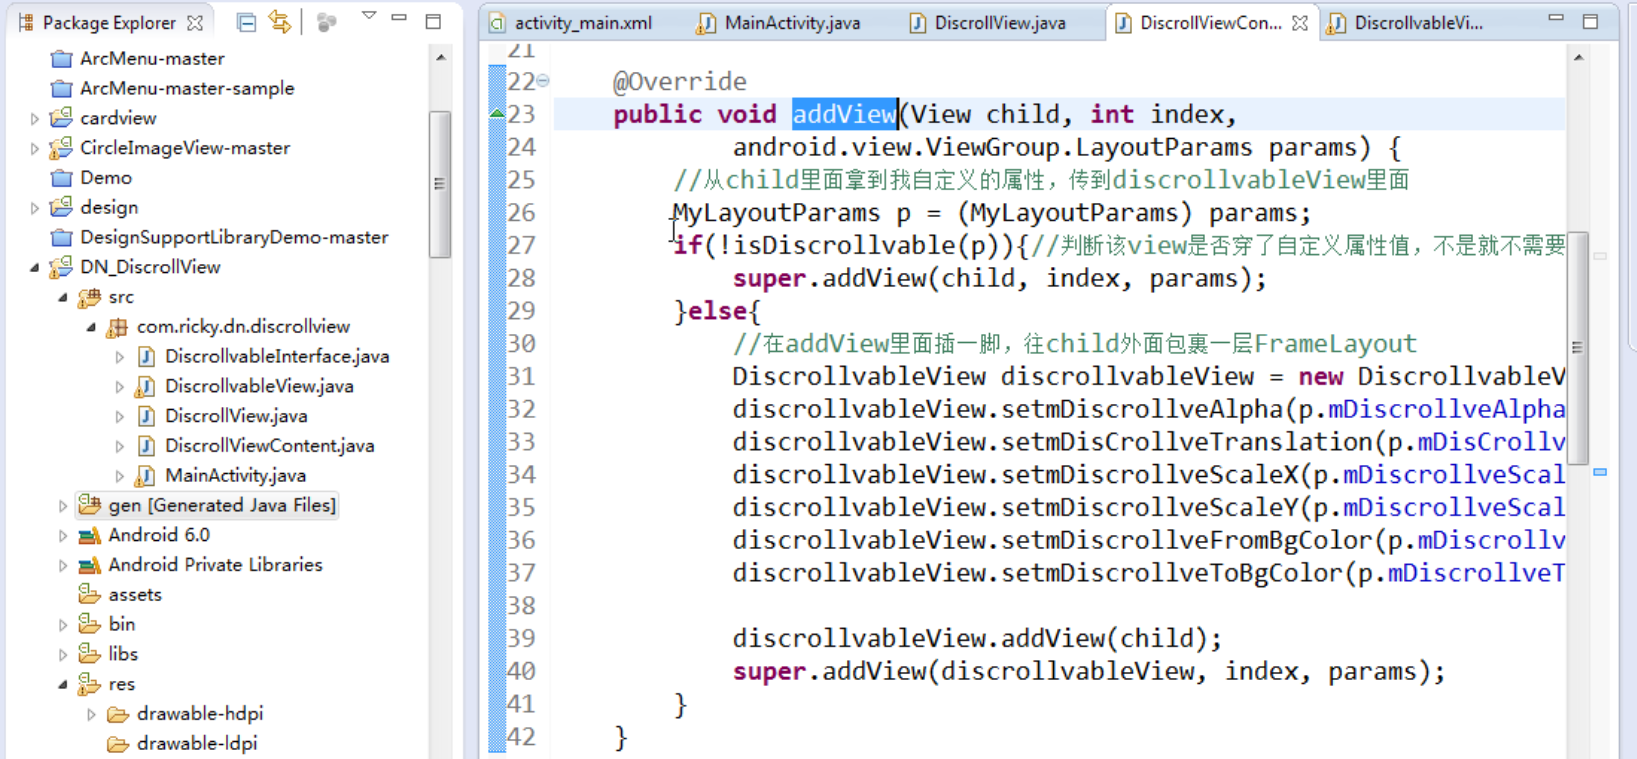 Package Explorer
ArcMenu-master
ArcMenu-master-sample
cardview
CircleImageView-master
Demo
design
DesignSupportLibraryDemo-master
DN_DiscrollView
src
com.ricky.dn.discrollview
DiscrollvableInterface.java
DiscrollvableView.java
DiscrollView.java
DiscrollViewContent.java
MainActivity.java
gen [Generated Java Files]
Android 6.0
Android Private Libraries
assets
bin
libs
res
drawable-hdpi
drawable-ldpi
activity_main.xml MainActivity.java DiscrollView.java DiscrollViewCon... DiscrollvableVi...
21
22 @Override
23 public void addView(View child, int index,
24 android.view.ViewGroup.LayoutParams params) {
25 //从child里面拿到我自定义的属性，传到discrollvableView里面
26 MyLayoutParams p = (MyLayoutParams) params;
27 if(!isDiscrollvable(p)){//判断该view是否穿了自定义属性值，不是就不需要
28 super.addView(child, index, params);
29 }else{
30 //在addView里面插一脚，往child外面包裹一层FrameLayout
31 DiscrollvableView discrollvableView = new DiscrollvableV
32 discrollvableView.setmDiscrollveAlpha(p.mDiscrollveAlpha
33 discrollvableView.setmDisCrollveTranslation(p.mDisCrollv
34 discrollvableView.setmDiscrollveScaleX(p.mDiscrollveScal
35 discrollvableView.setmDiscrollveScaleY(p.mDiscrollveScal
36 discrollvableView.setmDiscrollveFromBgColor(p.mDiscrollv
37 discrollvableView.setmDiscrollveToBgColor(p.mDiscrollveT
38
39 discrollvableView.addView(child);
40 super.addView(discrollvableView, index, params);
41 }
42 }